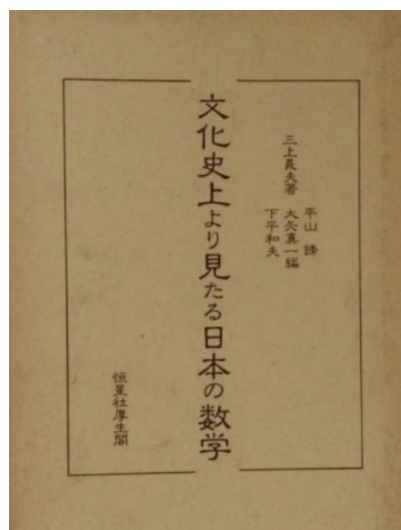 三上義夫著
平山諦
大矢真一編
下平和夫
文化史上より見たる日本の数学
恒星社厚生閣